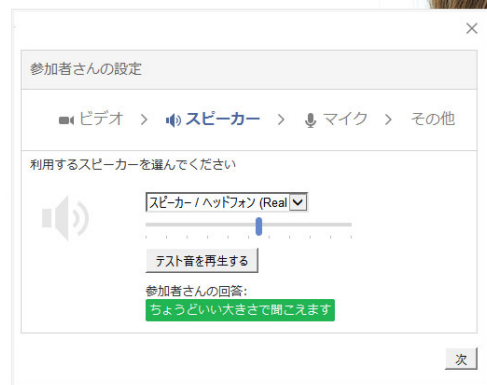 参加者さんの設定
ビデオ > スピーカー > マイク > その他
利用するスピーカーを選んでください
スピーカー / ヘッドフォン (Real
テスト音を再生する
参加者さんの回答:
ちょうどいい大きさで聞こえます
次